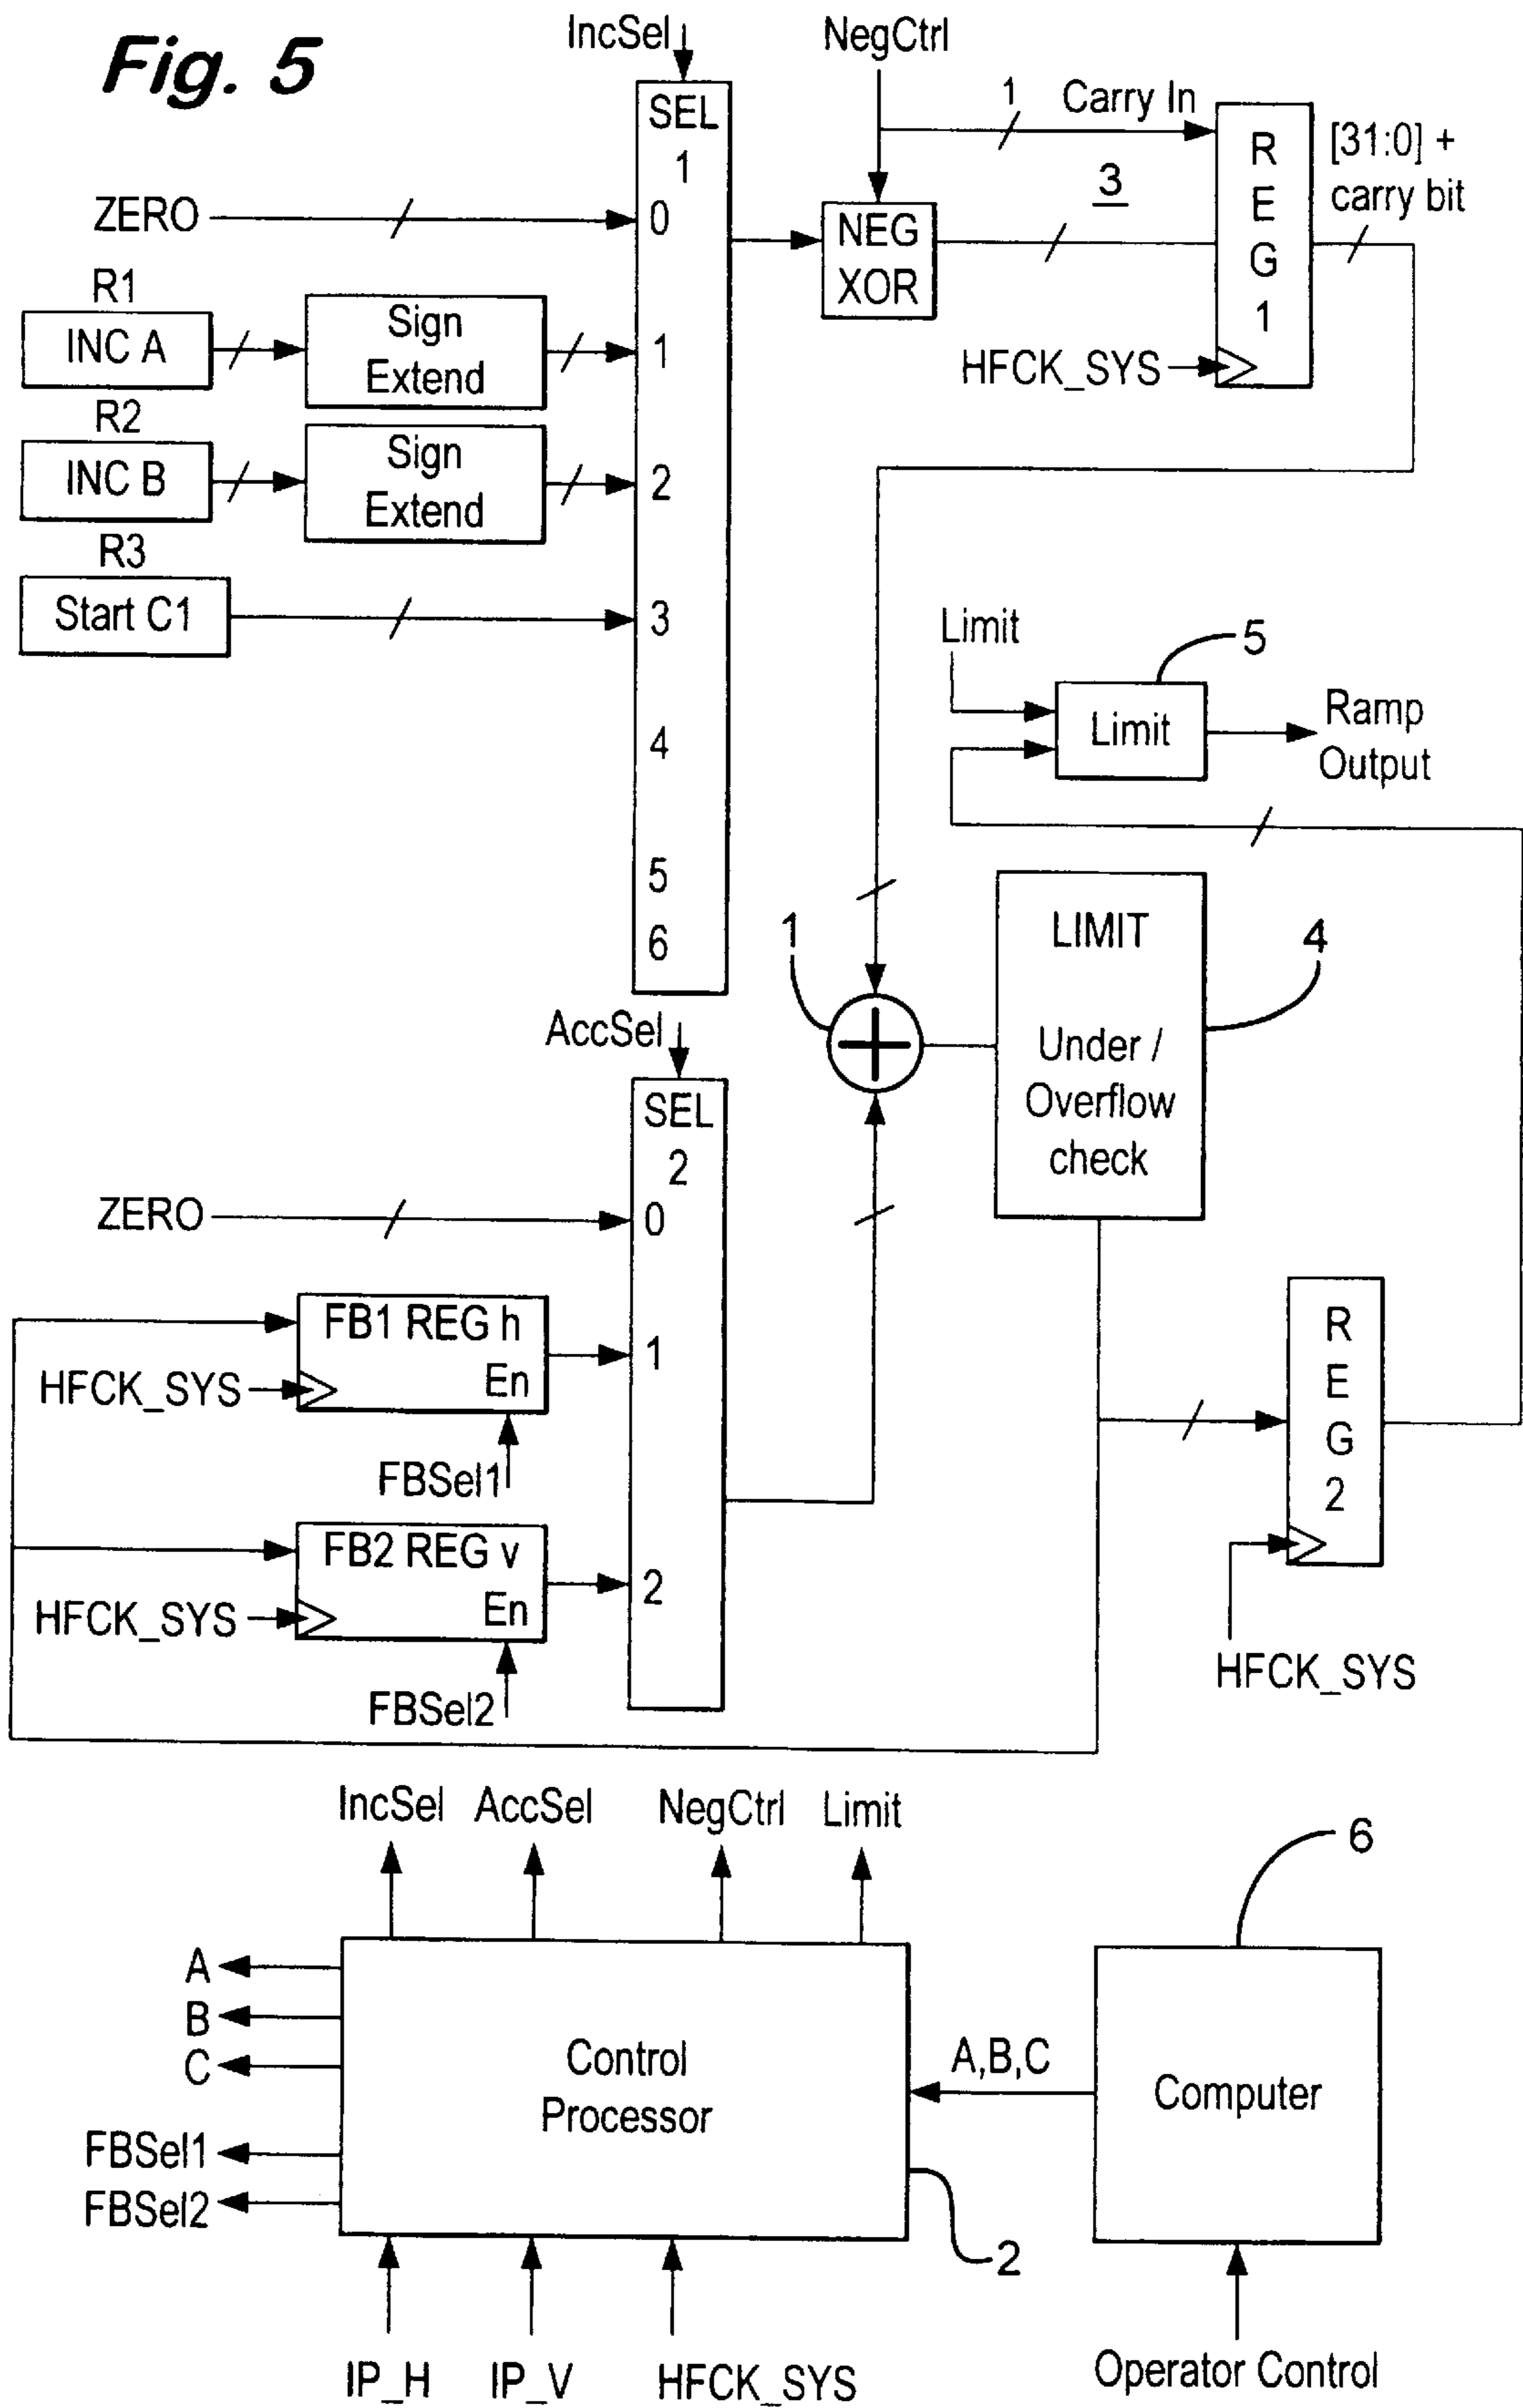 Fig. 5
IncSel
NegCtrl
SEL
1
1
Carry In
REG1
[31:0] +
carry bit
3
ZERO
0
NEG
XOR
R1
INC A
Sign
Extend
1
HFCK_SYS
R2
INC B
Sign
Extend
2
R3
Start C1
3
Limit
5
4
Limit
Ramp
Output
5
6
1
LIMIT
4
AccSel
Under /
Overflow
check
SEL
2
ZERO
0
FB1 REG h
1
HFCK_SYS
En
REG2
FBSel1
FB2 REG v
2
HFCK_SYS
En
HFCK_SYS
FBSel2
IncSel
AccSel
NegCtrl
Limit
6
A
B
C
Control
Processor
A,B,C
Computer
FBSel1
FBSel2
2
IP_H
IP_V
HFCK_SYS
Operator Control